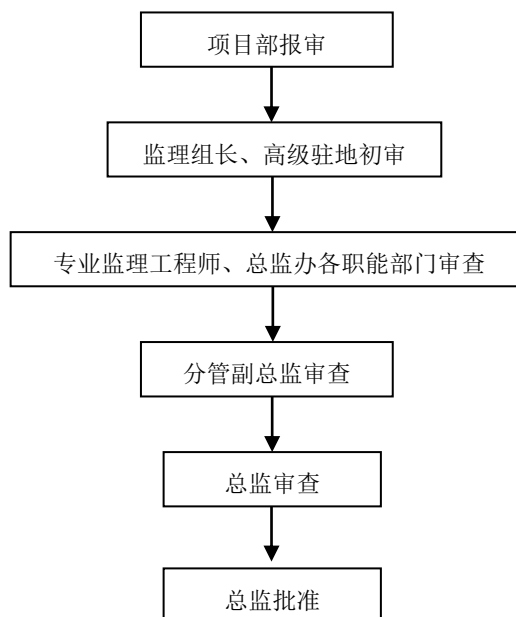 项目部报审
监理组长、高级驻地初审
专业监理工程师、总监办各职能部门审查
分管副总监审查
总监审查
总监批准